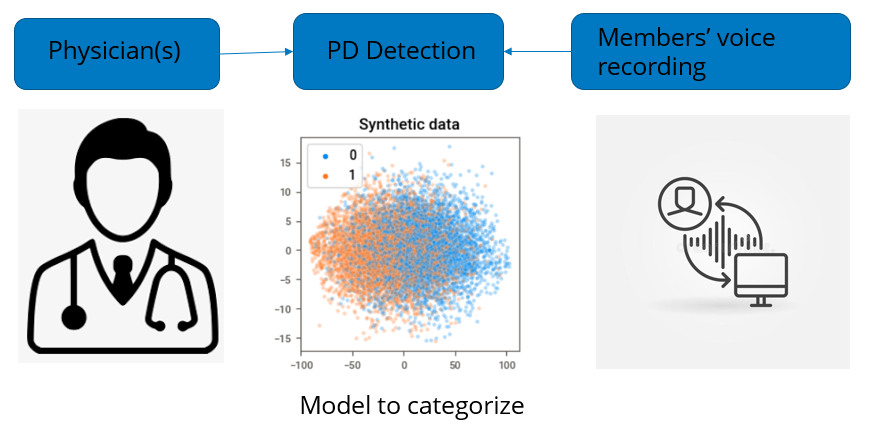 Physician(s)
PD Detection
Members’ voice
recording
Synthetic data
0
1
15
10
5
0
−5
−10
−15
−100
−50
0
50
100
Model to categorize